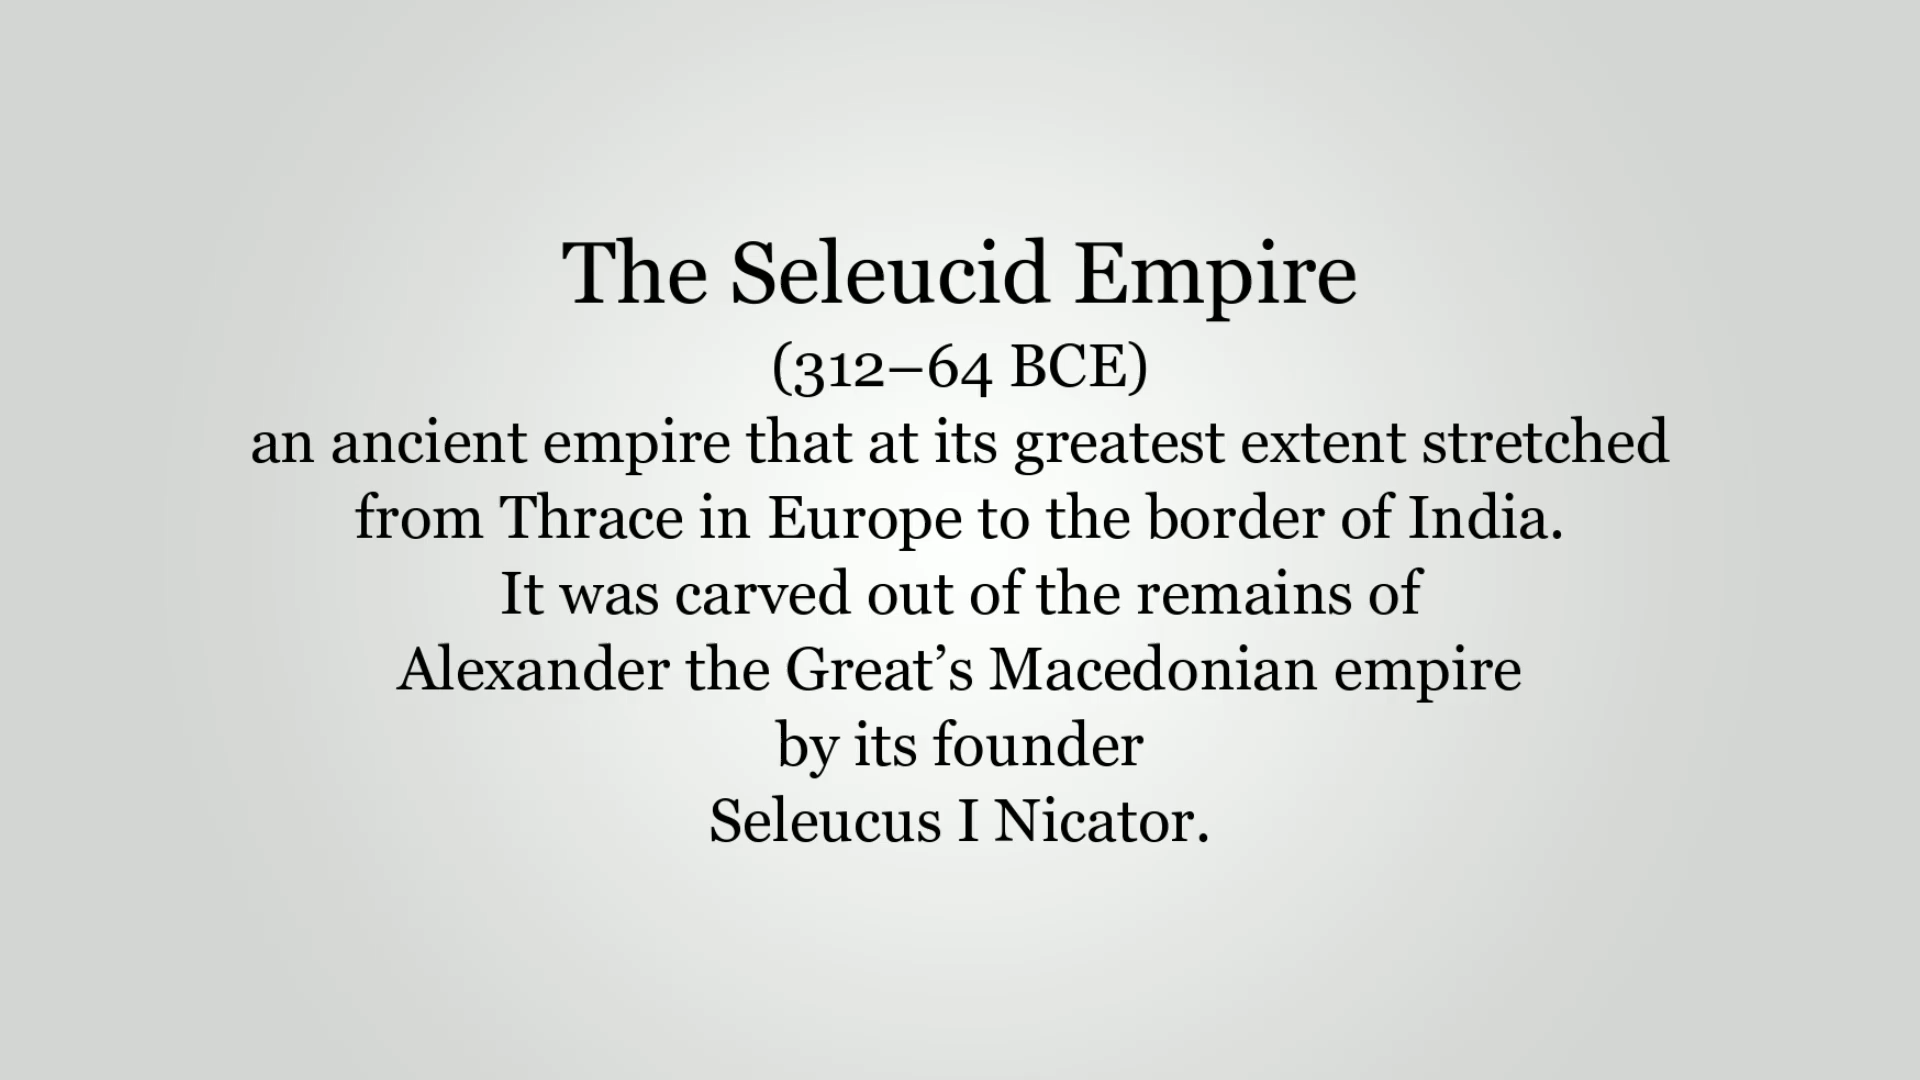 The Seleucid Empire
(312–64 BCE)
an ancient empire that at its greatest extent stretched
from Thrace in Europe to the border of India.
It was carved out of the remains of
Alexander the Great’s Macedonian empire
by its founder
Seleucus I Nicator.